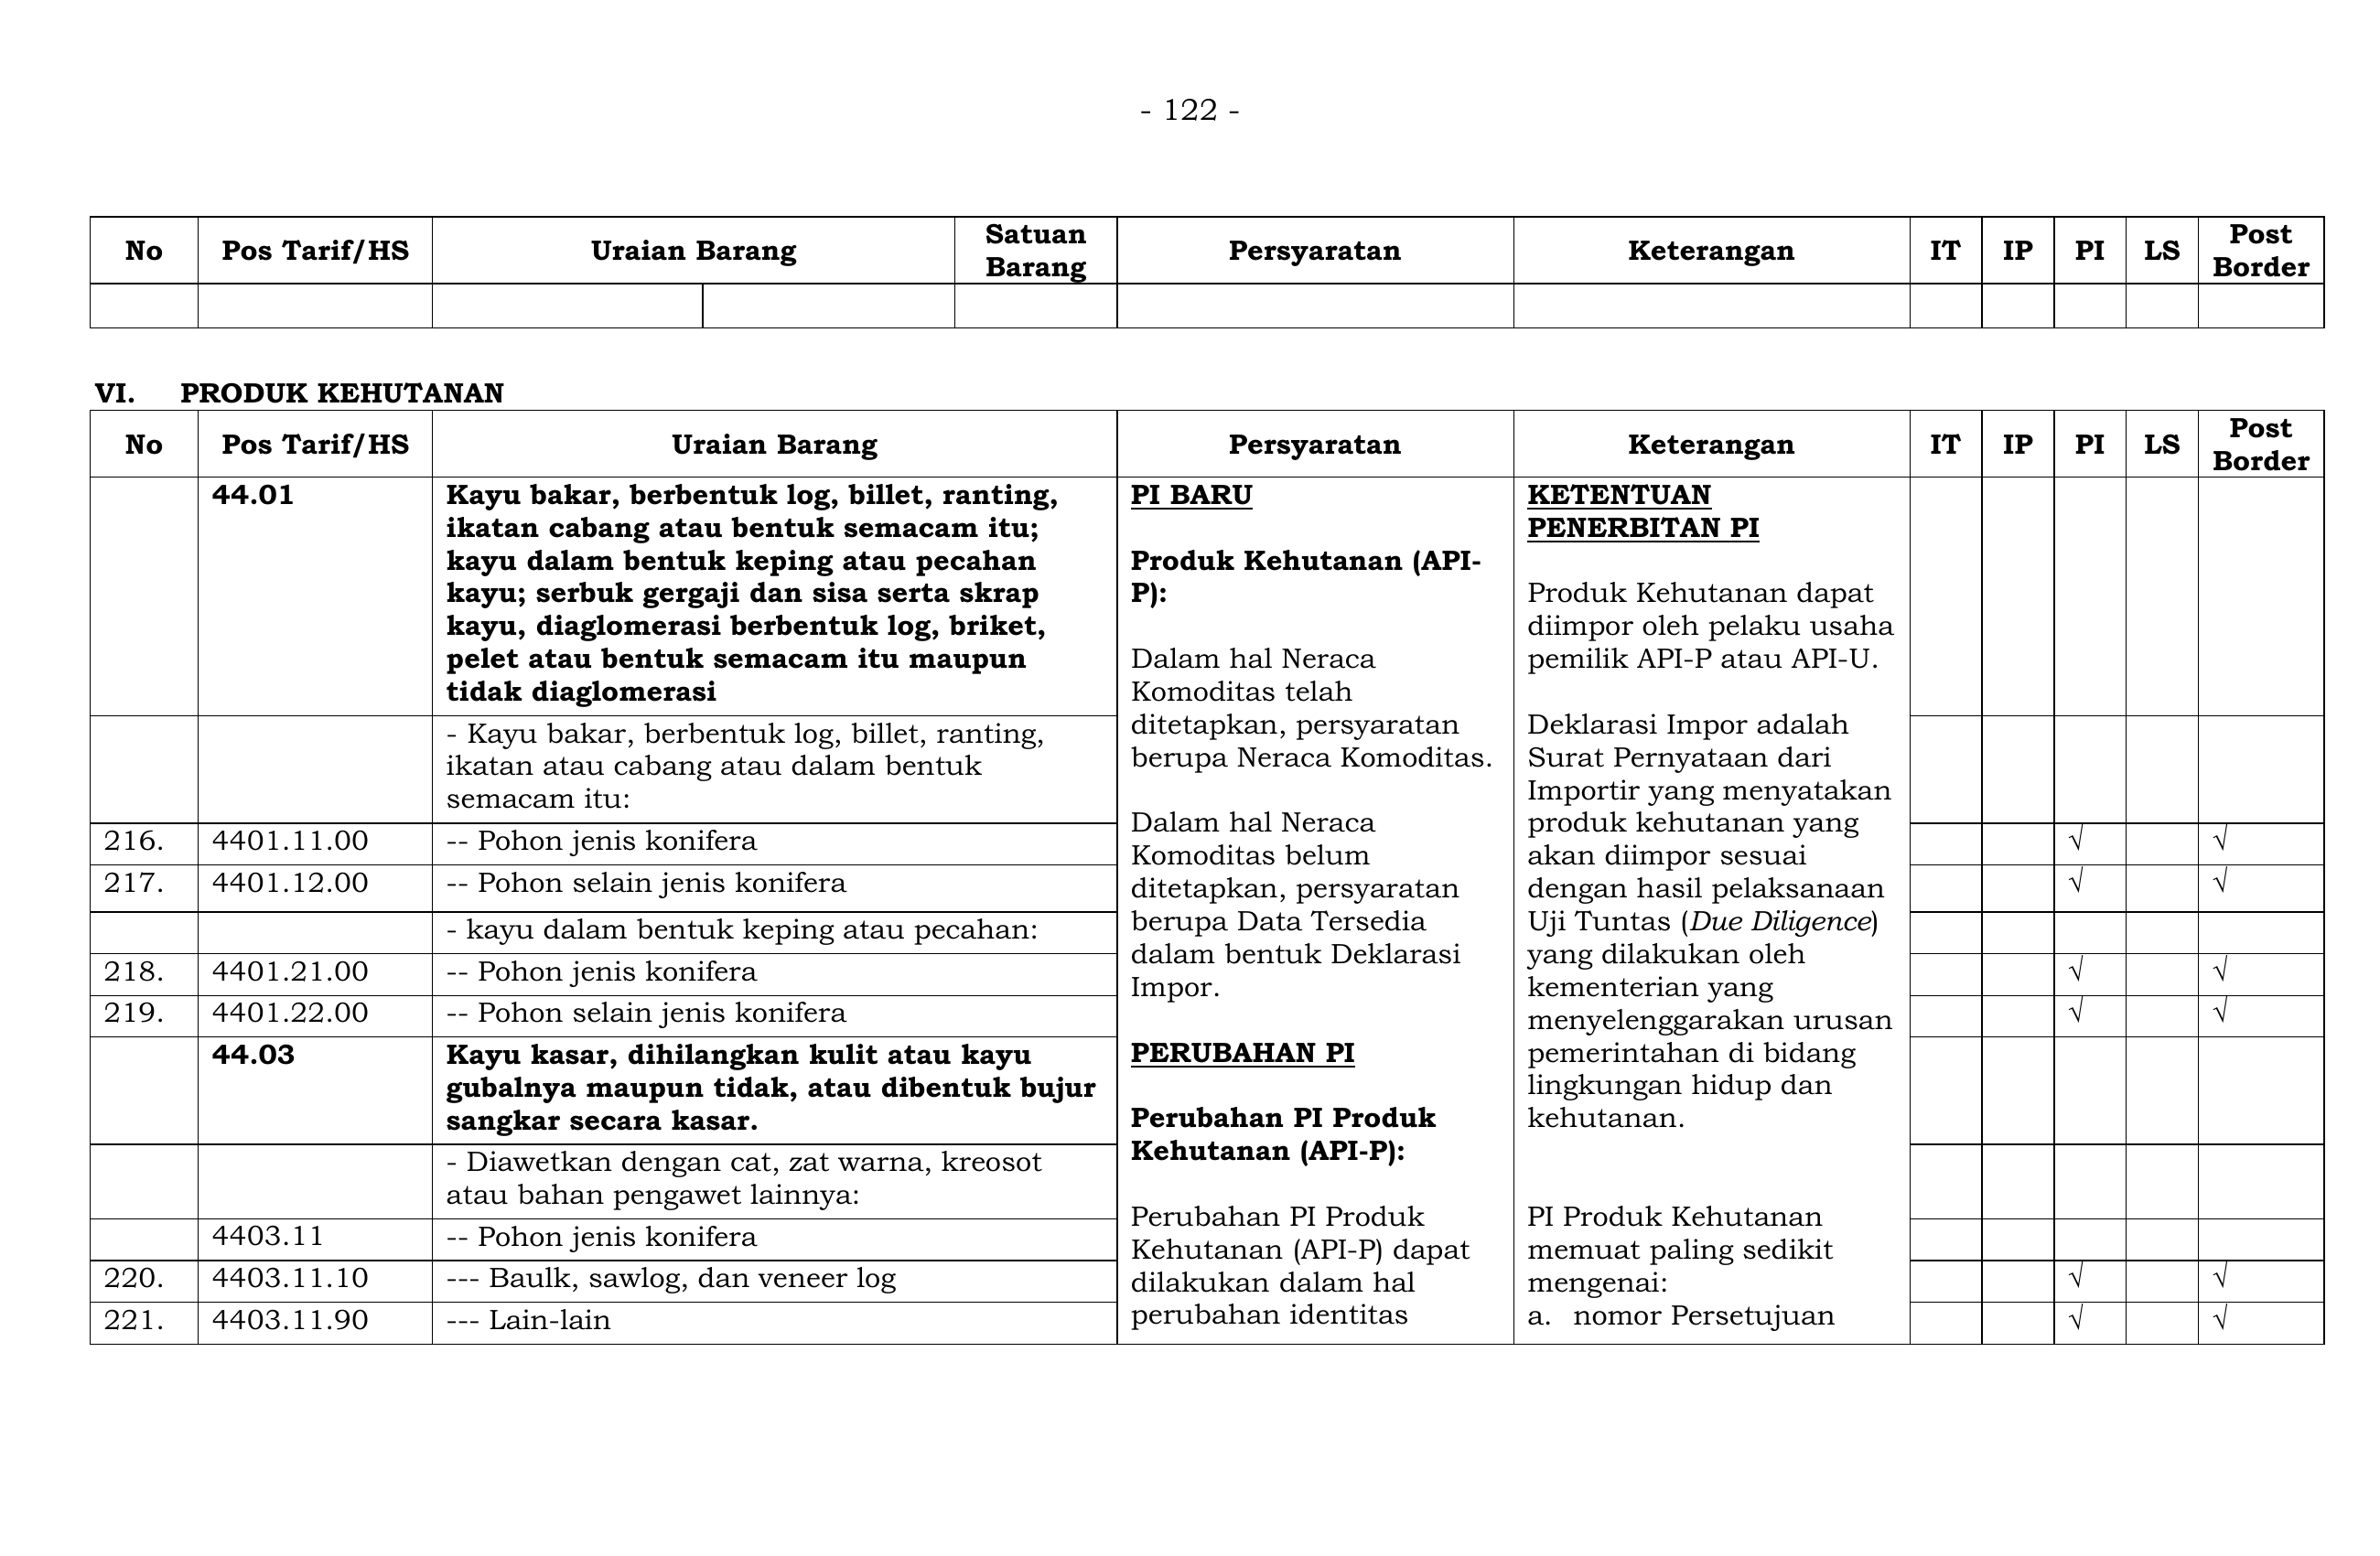 - 122 -
No Pos Tarif/HS Uraian Barang Satuan Barang Persyaratan Keterangan IT IP PI LS Post Border
VI. PRODUK KEHUTANAN
No Pos Tarif/HS Uraian Barang Persyaratan Keterangan IT IP PI LS Post Border
44.01
Kayu bakar, berbentuk log, billet, ranting,
ikatan cabang atau bentuk semacam itu;
kayu dalam bentuk keping atau pecahan
kayu; serbuk gergaji dan sisa serta skrap
kayu, diaglomerasi berbentuk log, briket,
pelet atau bentuk semacam itu maupun
tidak diaglomerasi
- Kayu bakar, berbentuk log, billet, ranting,
ikatan atau cabang atau dalam bentuk
semacam itu:
216. 4401.11.00 -- Pohon jenis konifera √ √
217. 4401.12.00 -- Pohon selain jenis konifera √ √
- kayu dalam bentuk keping atau pecahan:
218. 4401.21.00 -- Pohon jenis konifera √ √
219. 4401.22.00 -- Pohon selain jenis konifera √ √
44.03
Kayu kasar, dihilangkan kulit atau kayu
gubalnya maupun tidak, atau dibentuk bujur
sangkar secara kasar.
- Diawetkan dengan cat, zat warna, kreosot
atau bahan pengawet lainnya:
4403.11 -- Pohon jenis konifera
220. 4403.11.10 --- Baulk, sawlog, dan veneer log √ √
221. 4403.11.90 --- Lain-lain √ √
PI BARU
Produk Kehutanan (API-
P):
Dalam hal Neraca
Komoditas telah
ditetapkan, persyaratan
berupa Neraca Komoditas.
Dalam hal Neraca
Komoditas belum
ditetapkan, persyaratan
berupa Data Tersedia
dalam bentuk Deklarasi
Impor.
PERUBAHAN PI
Perubahan PI Produk
Kehutanan (API-P):
Perubahan PI Produk
Kehutanan (API-P) dapat
dilakukan dalam hal
perubahan identitas
KETENTUAN
PENERBITAN PI
Produk Kehutanan dapat
diimpor oleh pelaku usaha
pemilik API-P atau API-U.
Deklarasi Impor adalah
Surat Pernyataan dari
Importir yang menyatakan
produk kehutanan yang
akan diimpor sesuai
dengan hasil pelaksanaan
Uji Tuntas (Due Diligence)
yang dilakukan oleh
kementerian yang
menyelenggarakan urusan
pemerintahan di bidang
lingkungan hidup dan
kehutanan.
PI Produk Kehutanan
memuat paling sedikit
mengenai:
a. nomor Persetujuan